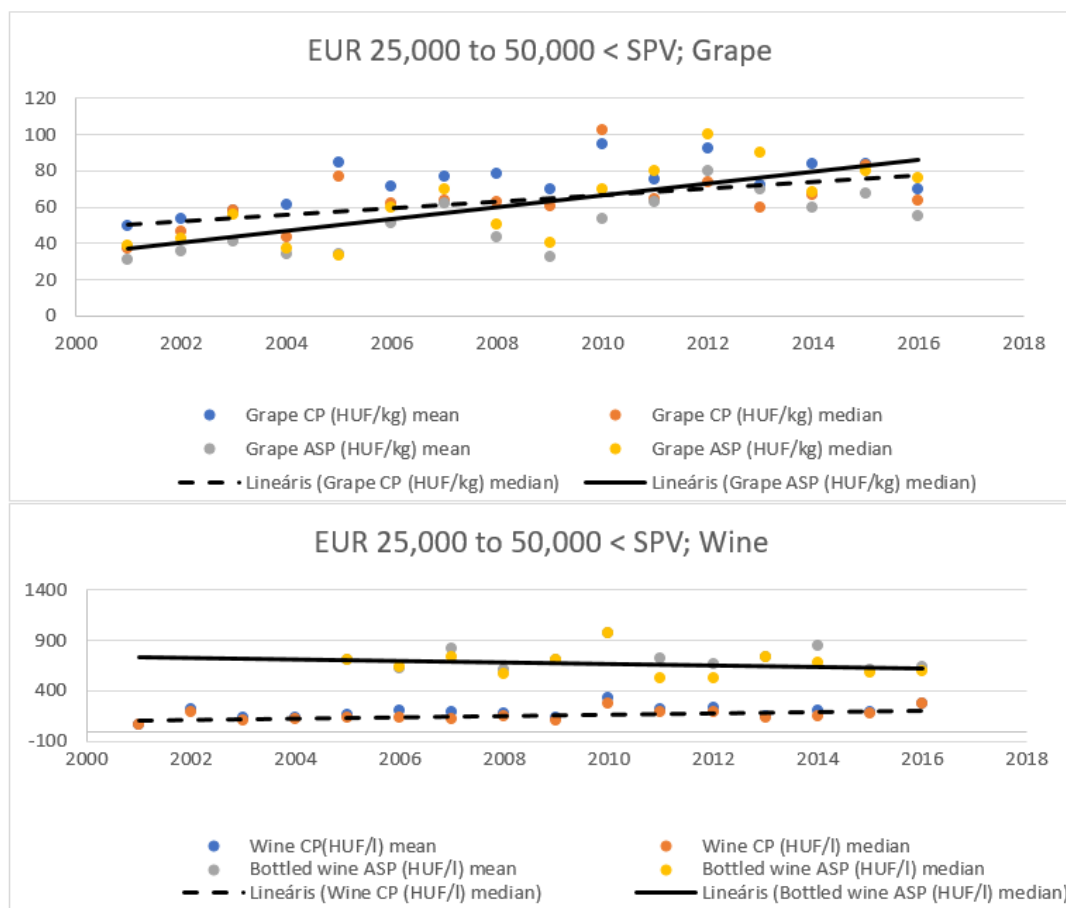 EUR 25,000 to 50,000 < SPV; Grape
120
100
80
60
40
20
0
2000 2002 2004 2006 2008 2010 2012 2014 2016 2018
Grape CP (HUF/kg) mean Grape CP (HUF/kg) median
Grape ASP (HUF/kg) mean Grape ASP (HUF/kg) median
Lineáris (Grape CP (HUF/kg) median) Lineáris (Grape ASP (HUF/kg) median)
EUR 25,000 to 50,000 < SPV; Wine
1400
900
400
-100
2000 2002 2004 2006 2008 2010 2012 2014 2016 2018
Wine CP(HUF/l) mean Wine CP (HUF/l) median
Bottled wine ASP (HUF/l) mean Bottled wine ASP (HUF/l) median
Lineáris (Wine CP (HUF/l) median) Lineáris (Bottled wine ASP (HUF/l) median)